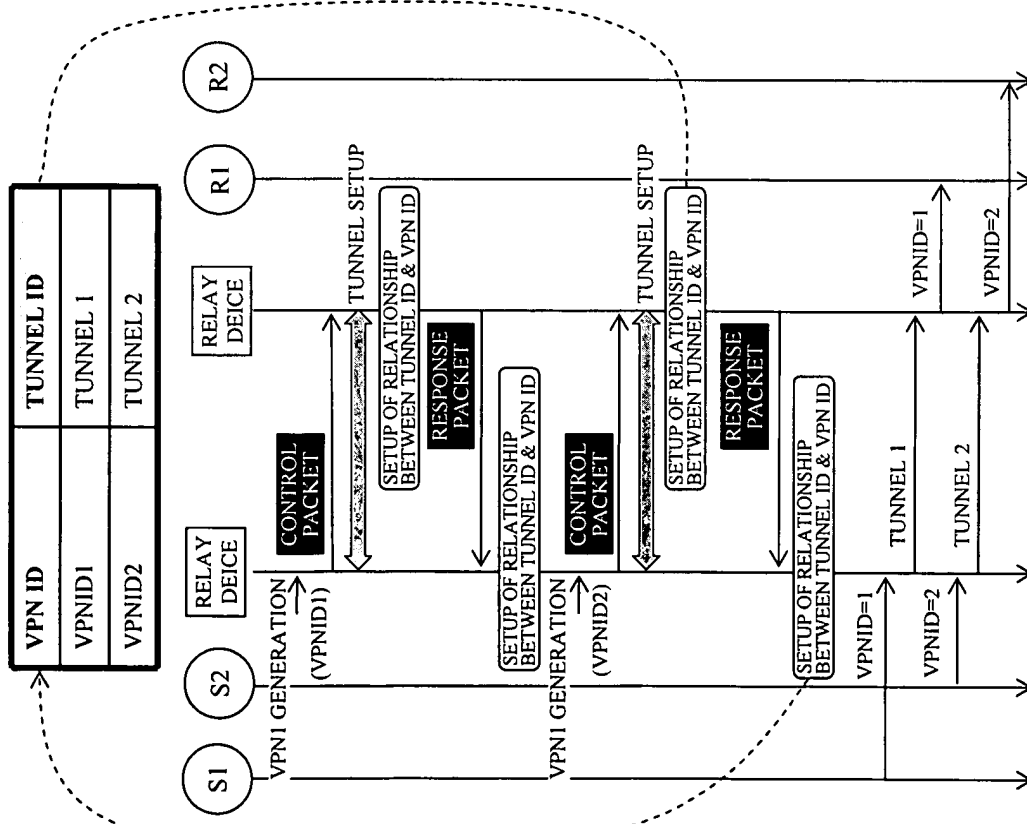 VPN ID TUNNEL ID
VPNID1 TUNNEL 1
VPNID2 TUNNEL 2
S1
S2
RELAY
DEICE
RELAY
DEICE
R1
R2
VPN1 GENERATION
(VPNID1)
CONTROL
PACKET
TUNNEL SETUP
SETUP OF RELATIONSHIP
BETWEEN TUNNEL ID & VPN ID
RESPONSE
PACKET
SETUP OF RELATIONSHIP
BETWEEN TUNNEL ID & VPN ID
VPN1 GENERATION
(VPNID2)
CONTROL
PACKET
TUNNEL SETUP
SETUP OF RELATIONSHIP
BETWEEN TUNNEL ID & VPN ID
RESPONSE
PACKET
SETUP OF RELATIONSHIP
BETWEEN TUNNEL ID & VPN ID
VPNID=1
TUNNEL 1
VPNID=1
VPNID=2
TUNNEL 2
VPNID=2